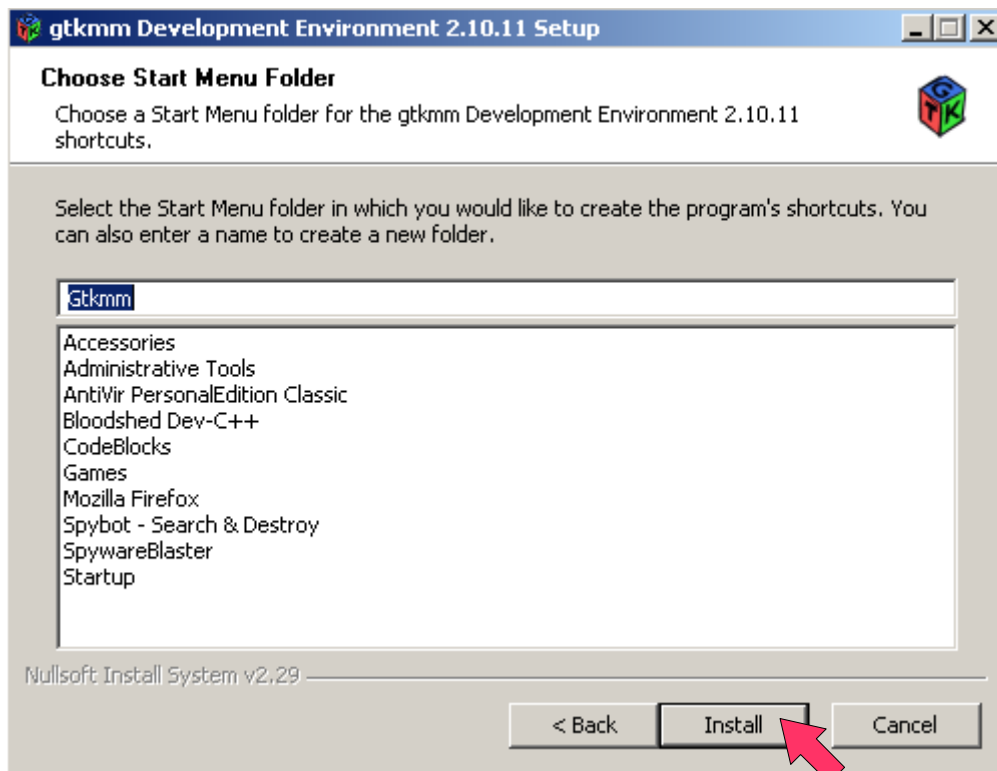 gtkmm Development Environment 2.10.11 Setup
Choose Start Menu Folder
Choose a Start Menu folder for the gtkmm Development Environment 2.10.11
shortcuts.
GTK
Select the Start Menu folder in which you would like to create the program's shortcuts. You
can also enter a name to create a new folder.
Gtkmm
Accessories
Administrative Tools
AntiVir PersonalEdition Classic
Bloodshed Dev-C++
CodeBlocks
Games
Mozilla Firefox
Spybot - Search & Destroy
SpywareBlaster
Startup
Nullsoft Install System v2.29
< Back Install Cancel